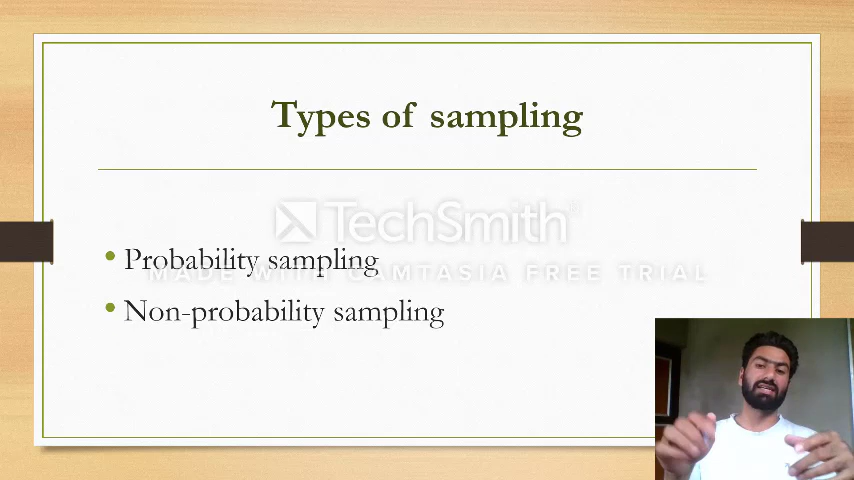 Types of sampling
TechSmith
• Probability sampling
MADE WITH CAMTASIA FREE TRIAL
• Non-probability sampling